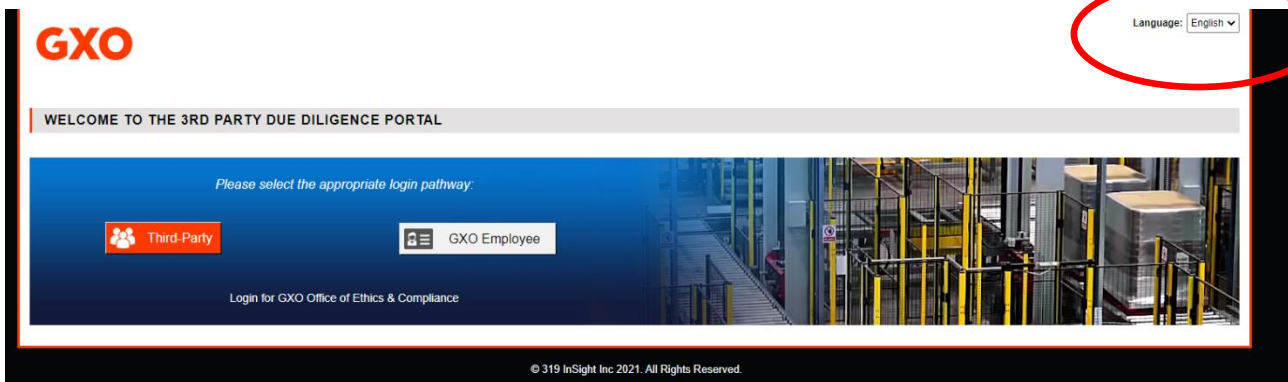 GXO
Language: English
WELCOME TO THE 3RD PARTY DUE DILIGENCE PORTAL
Please select the appropriate login pathway:
Third-Party
GXO Employee
Login for GXO Office of Ethics & Compliance
© 319 InSight Inc 2021. All Rights Reserved.